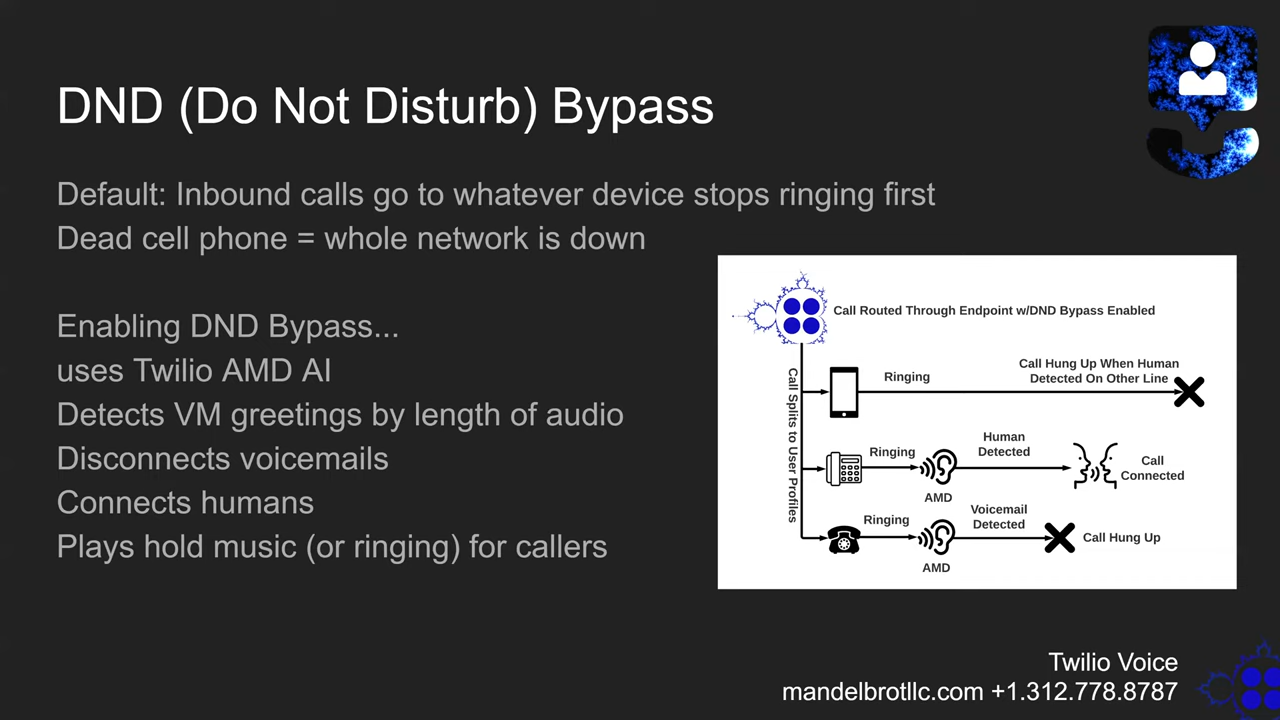 DND (Do Not Disturb) Bypass
Default: Inbound calls go to whatever device stops ringing first
Dead cell phone = whole network is down
Enabling DND Bypass...
uses Twilio AMD AI
Detects VM greetings by length of audio
Disconnects voicemails
Connects humans
Plays hold music (or ringing) for callers
Call Routed Through Endpoint w/DND Bypass Enabled
Call Splits to User Profiles
Ringing
Call Hung Up When Human
Detected On Other Line
Ringing
AMD
Human
Detected
Call
Connected
Ringing
AMD
Voicemail
Detected
Call Hung Up
Twilio Voice
mandelbrotllc.com +1.312.778.8787